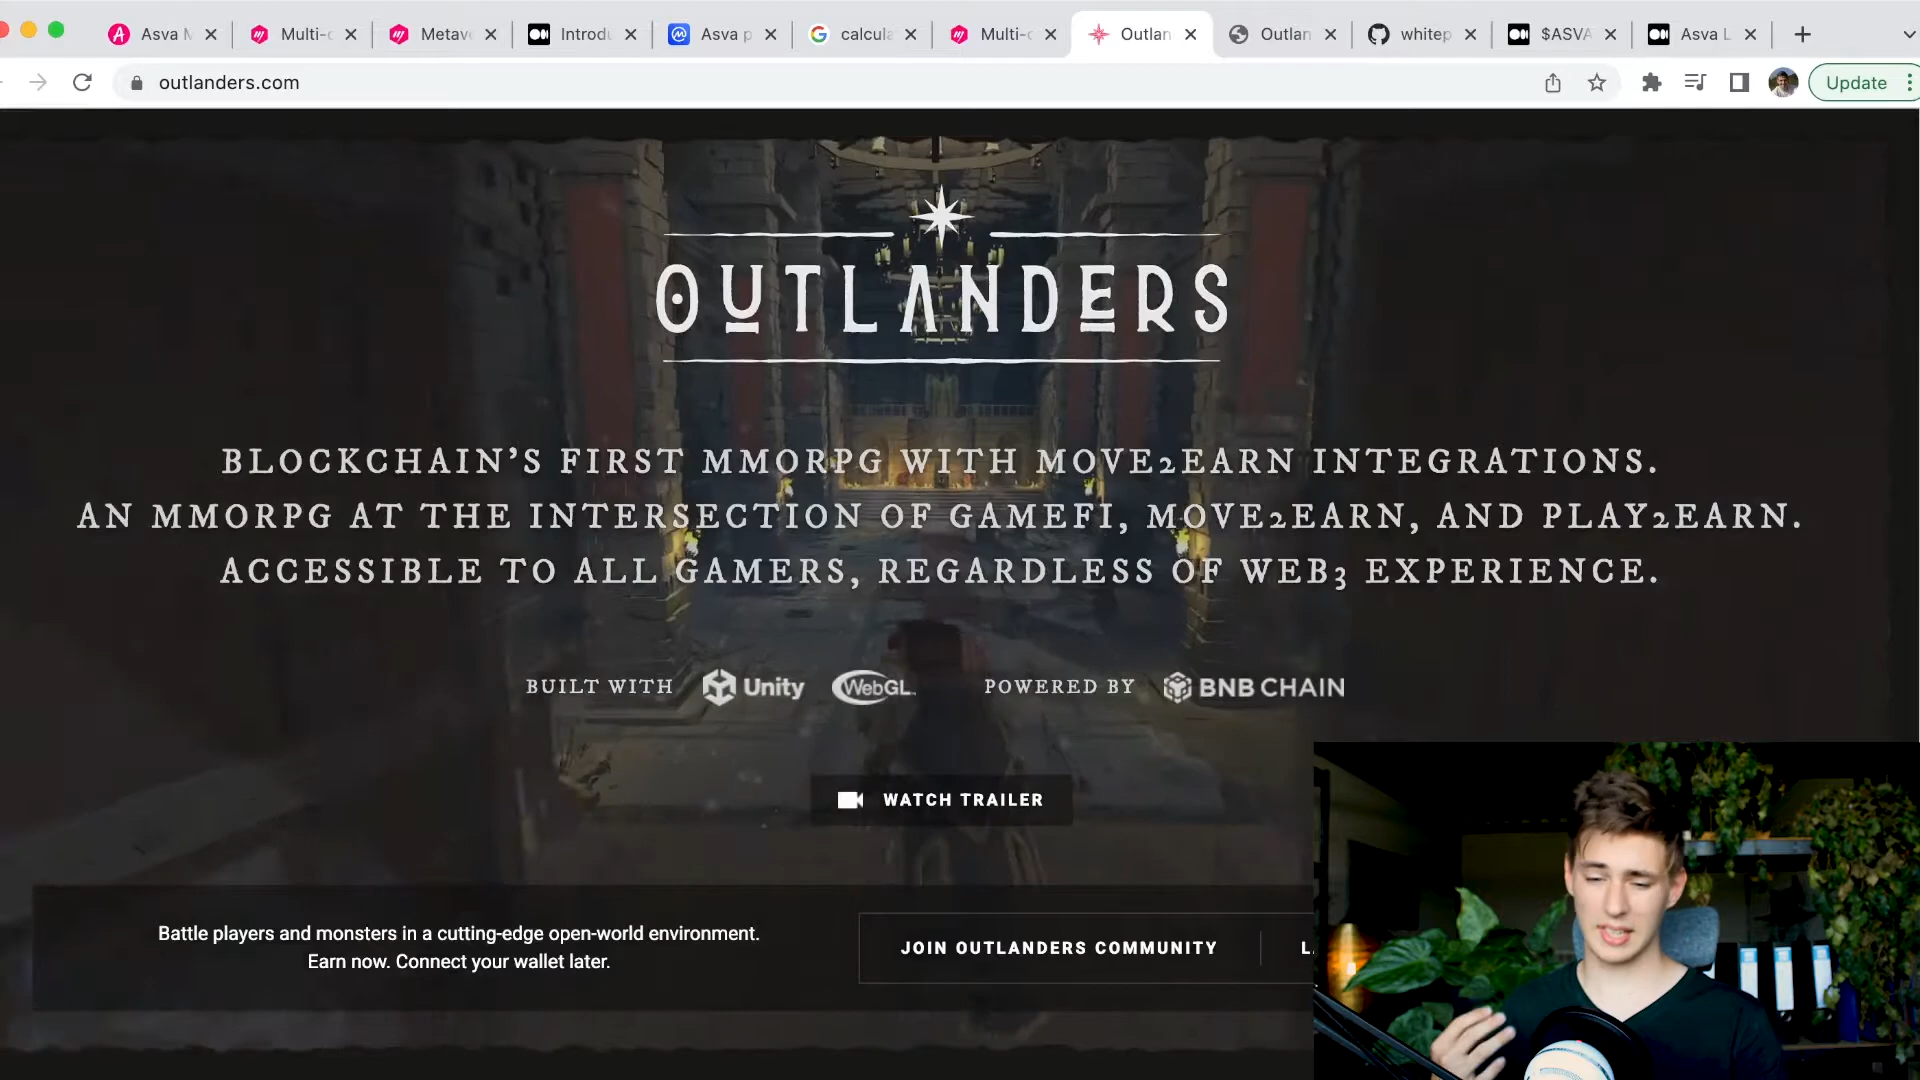 Asva M
Multi-c
Metave
Introdu
Asva p
calcula
Multi-c
Outlan
Outlan
whitep
$ASVA
Asva L
outlanders.com
Update
OUTLANDERS
BLOCKCHAIN'S FIRST MMORPG WITH MOVE2EARN INTEGRATIONS.
AN MMORPG AT THE INTERSECTION OF GAMEFI, MOVE2EARN, AND PLAY2EARN.
ACCESSIBLE TO ALL GAMERS, REGARDLESS OF WEB3 EXPERIENCE.
BUILT WITH Unity WebGL POWERED BY BNB CHAIN
WATCH TRAILER
Battle players and monsters in a cutting-edge open-world environment.
Earn now. Connect your wallet later.
JOIN OUTLANDERS COMMUNITY